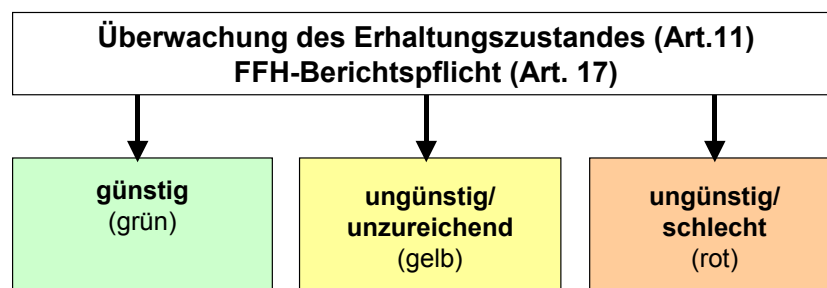 Überwachung des Erhaltungszustandes (Art.11)
FFH-Berichtspflicht (Art. 17)
günstig
(grün)
ungünstig/
unzureichend
(gelb)
ungünstig/
schlecht
(rot)